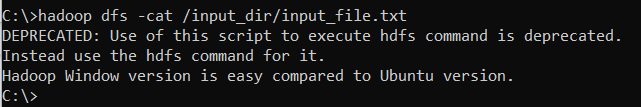 C:\>hadoop dfs -cat /input_dir/input_file.txt
DEPRECATED: Use of this script to execute hdfs command is deprecated.
Instead use the hdfs command for it.
Hadoop Window version is easy compared to Ubuntu version.
C:\>